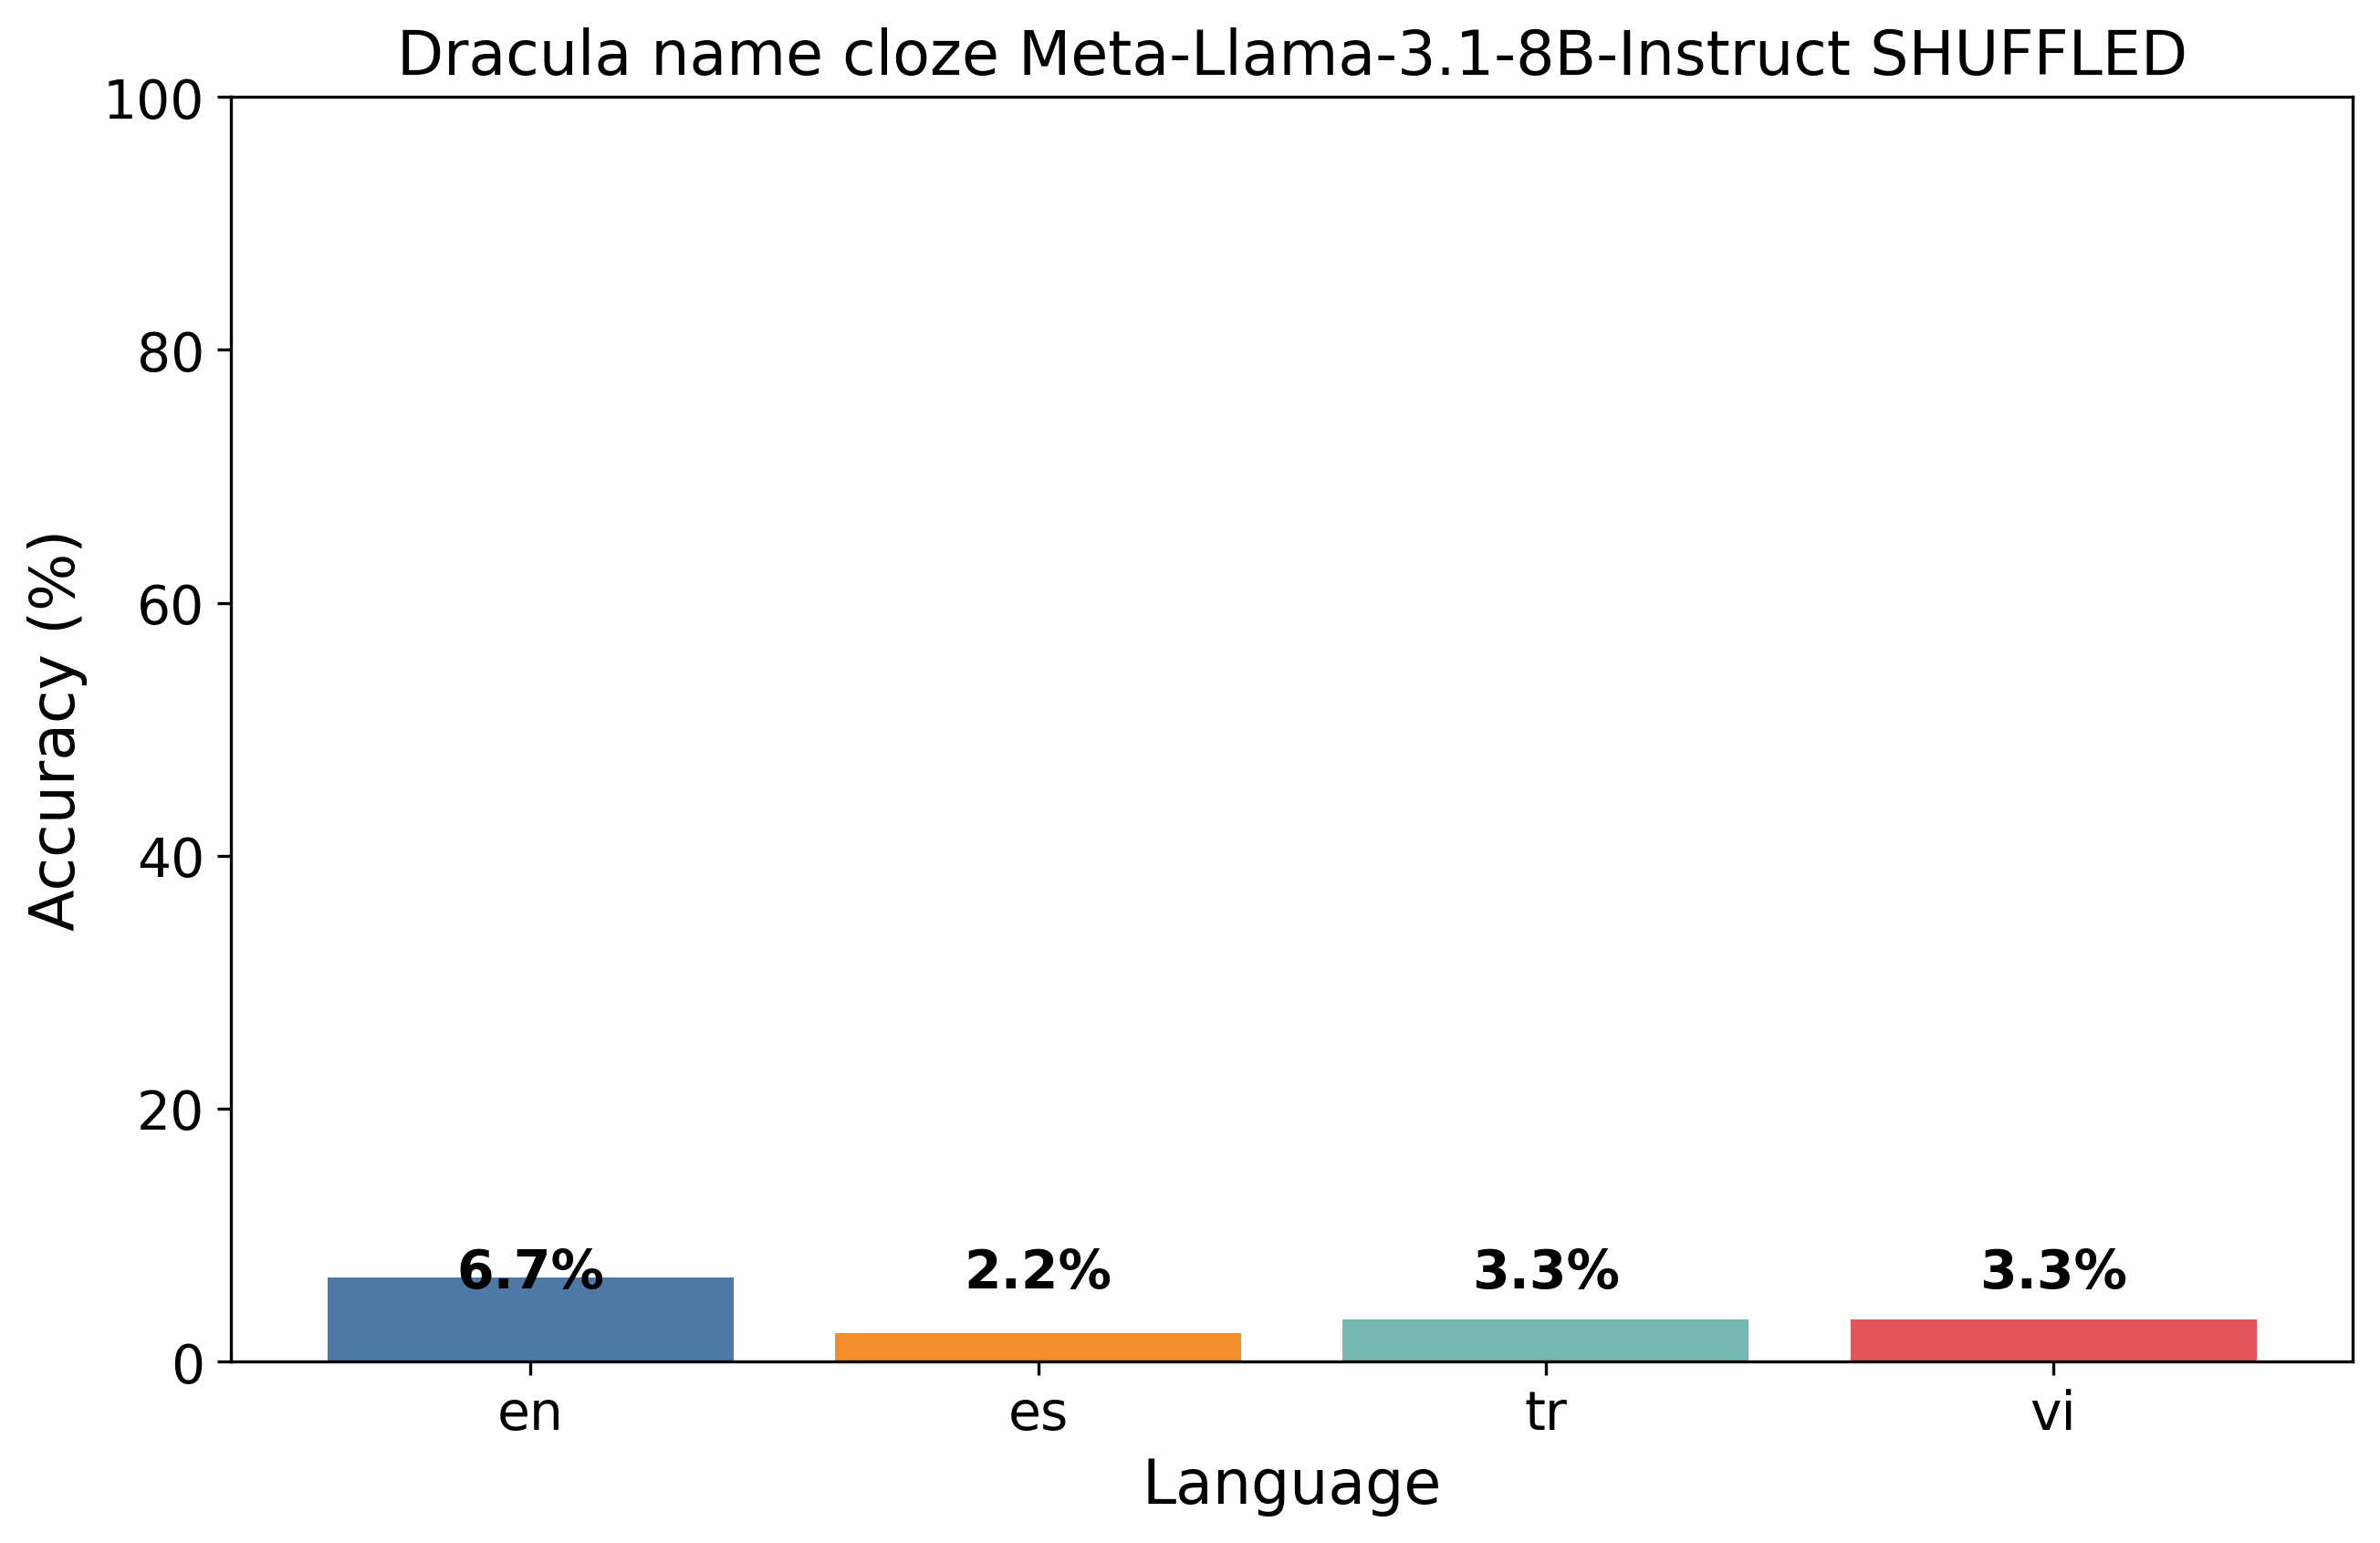 Dracula name cloze Meta-Llama-3.1-8B-Instruct SHUFFLED
Accuracy (%)
100
80
60
40
20
0
6.7%
2.2%
3.3%
3.3%
en
es
tr
vi
Language